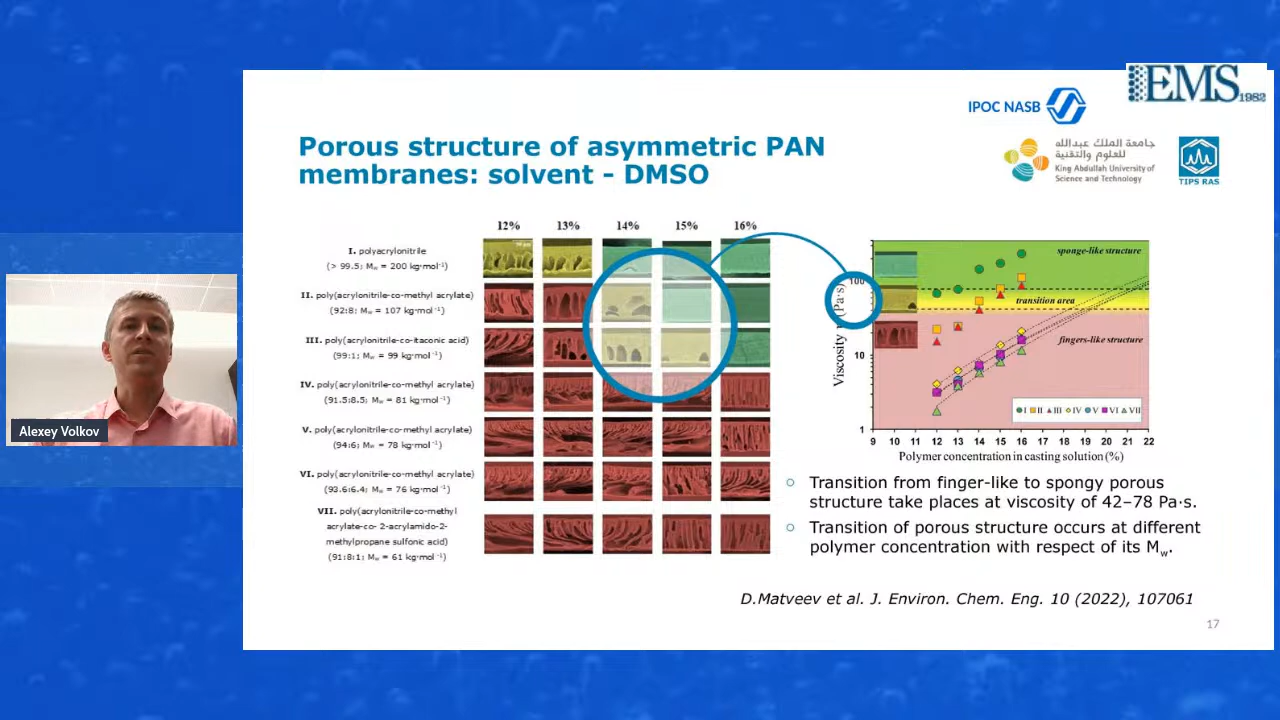 EMS 1982
IPOC NASB
جامعة الملك عبدالله
للعلوم والتقنية
King Abdullah University of
Science and Technology
TIPS RAS
Porous structure of asymmetric PAN
membranes: solvent - DMSO
12% 13% 14% 15% 16%
I. polyacrylonitrile
(> 99.5; Mw = 200 kg·mol⁻¹)
II. poly(acrylonitrile-co-methyl acrylate)
(92:8; Mw = 107 kg·mol⁻¹)
III. poly(acrylonitrile-co-itaconic acid)
(99:1; Mw = 99 kg·mol⁻¹)
IV. poly(acrylonitrile-co-methyl acrylate)
(91.5:8.5; Mw = 81 kg·mol⁻¹)
V. poly(acrylonitrile-co-methyl acrylate)
(94:6; Mw = 78 kg·mol⁻¹)
VI. poly(acrylonitrile-co-methyl acrylate)
(93.6:6.4; Mw = 76 kg·mol⁻¹)
VII. poly(acrylonitrile-co-methyl
acrylate-co- 2-acrylamido-2-
methylpropane sulfonic acid)
(91:8:1; Mw = 61 kg·mol⁻¹)
sponge-like structure
transition area
fingers-like structure
Viscosity (Pa·s)
100
10
1
I II III IV V VI VII
9 10 11 12 13 14 15 16 17 18 19 20 21 22
Polymer concentration in casting solution (%)
Transition from finger-like to spongy porous
structure take places at viscosity of 42–78 Pa·s.
Transition of porous structure occurs at different
polymer concentration with respect of its Mw.
D.Matveev et al. J. Environ. Chem. Eng. 10 (2022), 107061
17
Alexey Volkov